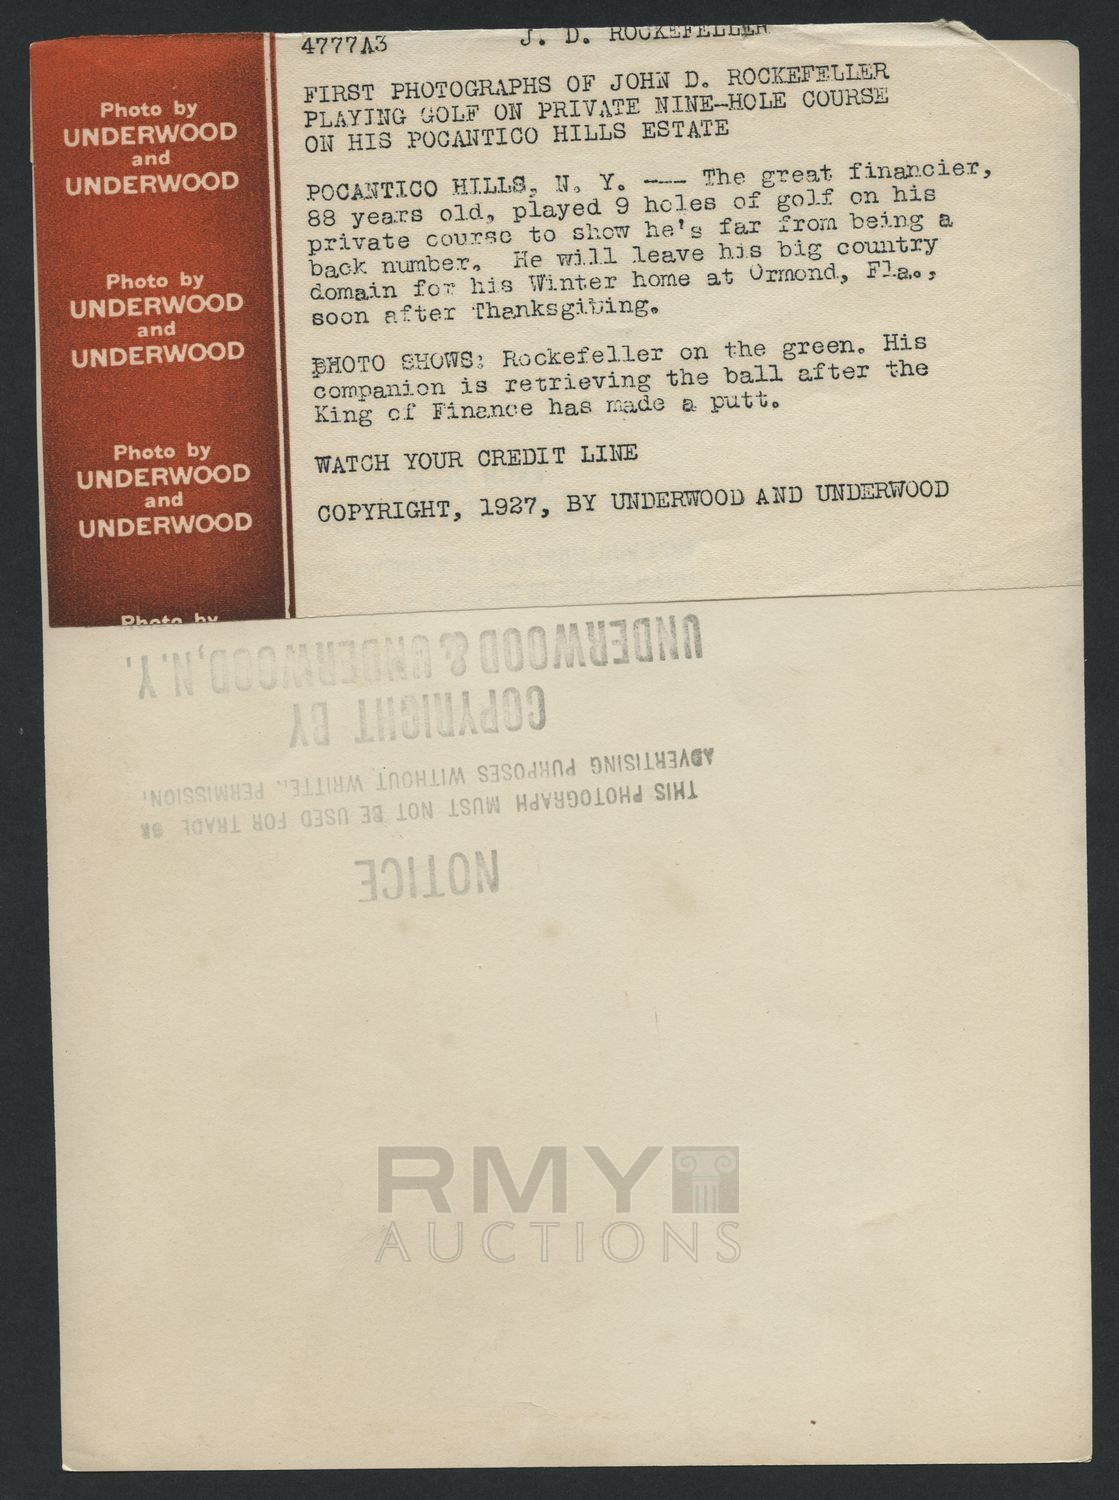 4777A3 J. D. ROCKEFELLER
FIRST PHOTOGRAPHS OF JOHN D. ROCKEFELLER
PLAYING GOLF ON PRIVATE NINE-HOLE COURSE
ON HIS POCANTICO HILLS ESTATE
POCANTICO HILLS, N. Y. --- The great financier,
88 years old, played 9 holes of golf on his
private course to show he's far from being a
back number. He will leave his big country
domain for his Winter home at Ormond, Fla.,
soon after Thanksgibing.
PHOTO SHOWS: Rockefeller on the green. His
companion is retrieving the ball after the
King of Finance has made a putt.
WATCH YOUR CREDIT LINE
COPYRIGHT, 1927, BY UNDERWOOD AND UNDERWOOD
Photo by
UNDERWOOD
and
UNDERWOOD
Photo by
UNDERWOOD
and
UNDERWOOD
Photo by
UNDERWOOD
and
UNDERWOOD
Photo by
NOTICE
THIS PHOTOGRAPH MUST NOT BE USED FOR TRADE OR
ADVERTISING PURPOSES WITHOUT WRITTEN PERMISSION.
COPYRIGHT BY
UNDERWOOD & UNDERWOOD, N.Y.
RMY
AUCTIONS